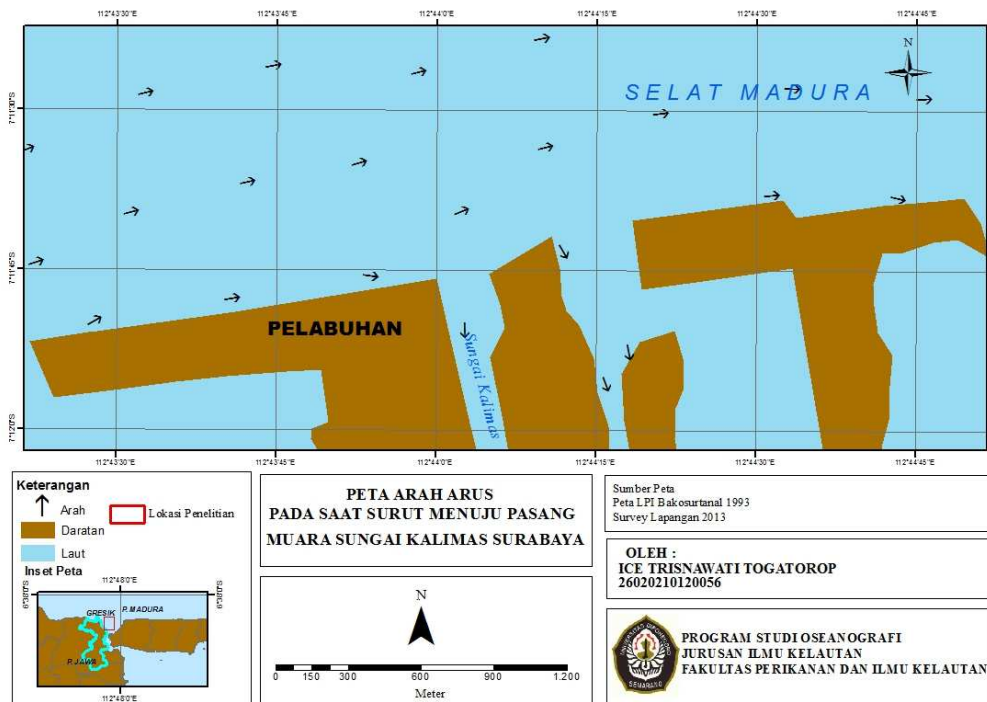 112°43'30"E 112°43'45"E 112°44'0"E 112°44'15"E 112°44'30"E 112°44'45"E
N
SELAT MADURA
7°11'30"S
7°11'45"S
PELABUHAN
Sungai Kalimas
7°12'0"S
112°43'30"E 112°43'45"E 112°44'0"E 112°44'15"E 112°44'30"E 112°44'45"E
Keterangan
Arah
Lokasi Penelitian
Daratan
Laut
Inset Peta
112°48'0"E
GRESIK
P. MADURA
P. JAWA
112°48'0"E
PETA ARAH ARUS
PADA SAAT SURUT MENUJU PASANG
MUARA SUNGAI KALIMAS SURABAYA
N
0 150 300 600 900 1.200
Meter
Sumber Peta
Peta LPI Bakosurtanal 1993
Survey Lapangan 2013
OLEH :
ICE TRISNAWATI TOGATOROP
26020210120056
SEMARANG
PROGRAM STUDI OSEANOGRAFI
JURUSAN ILMU KELAUTAN
FAKULTAS PERIKANAN DAN ILMU KELAUTAN